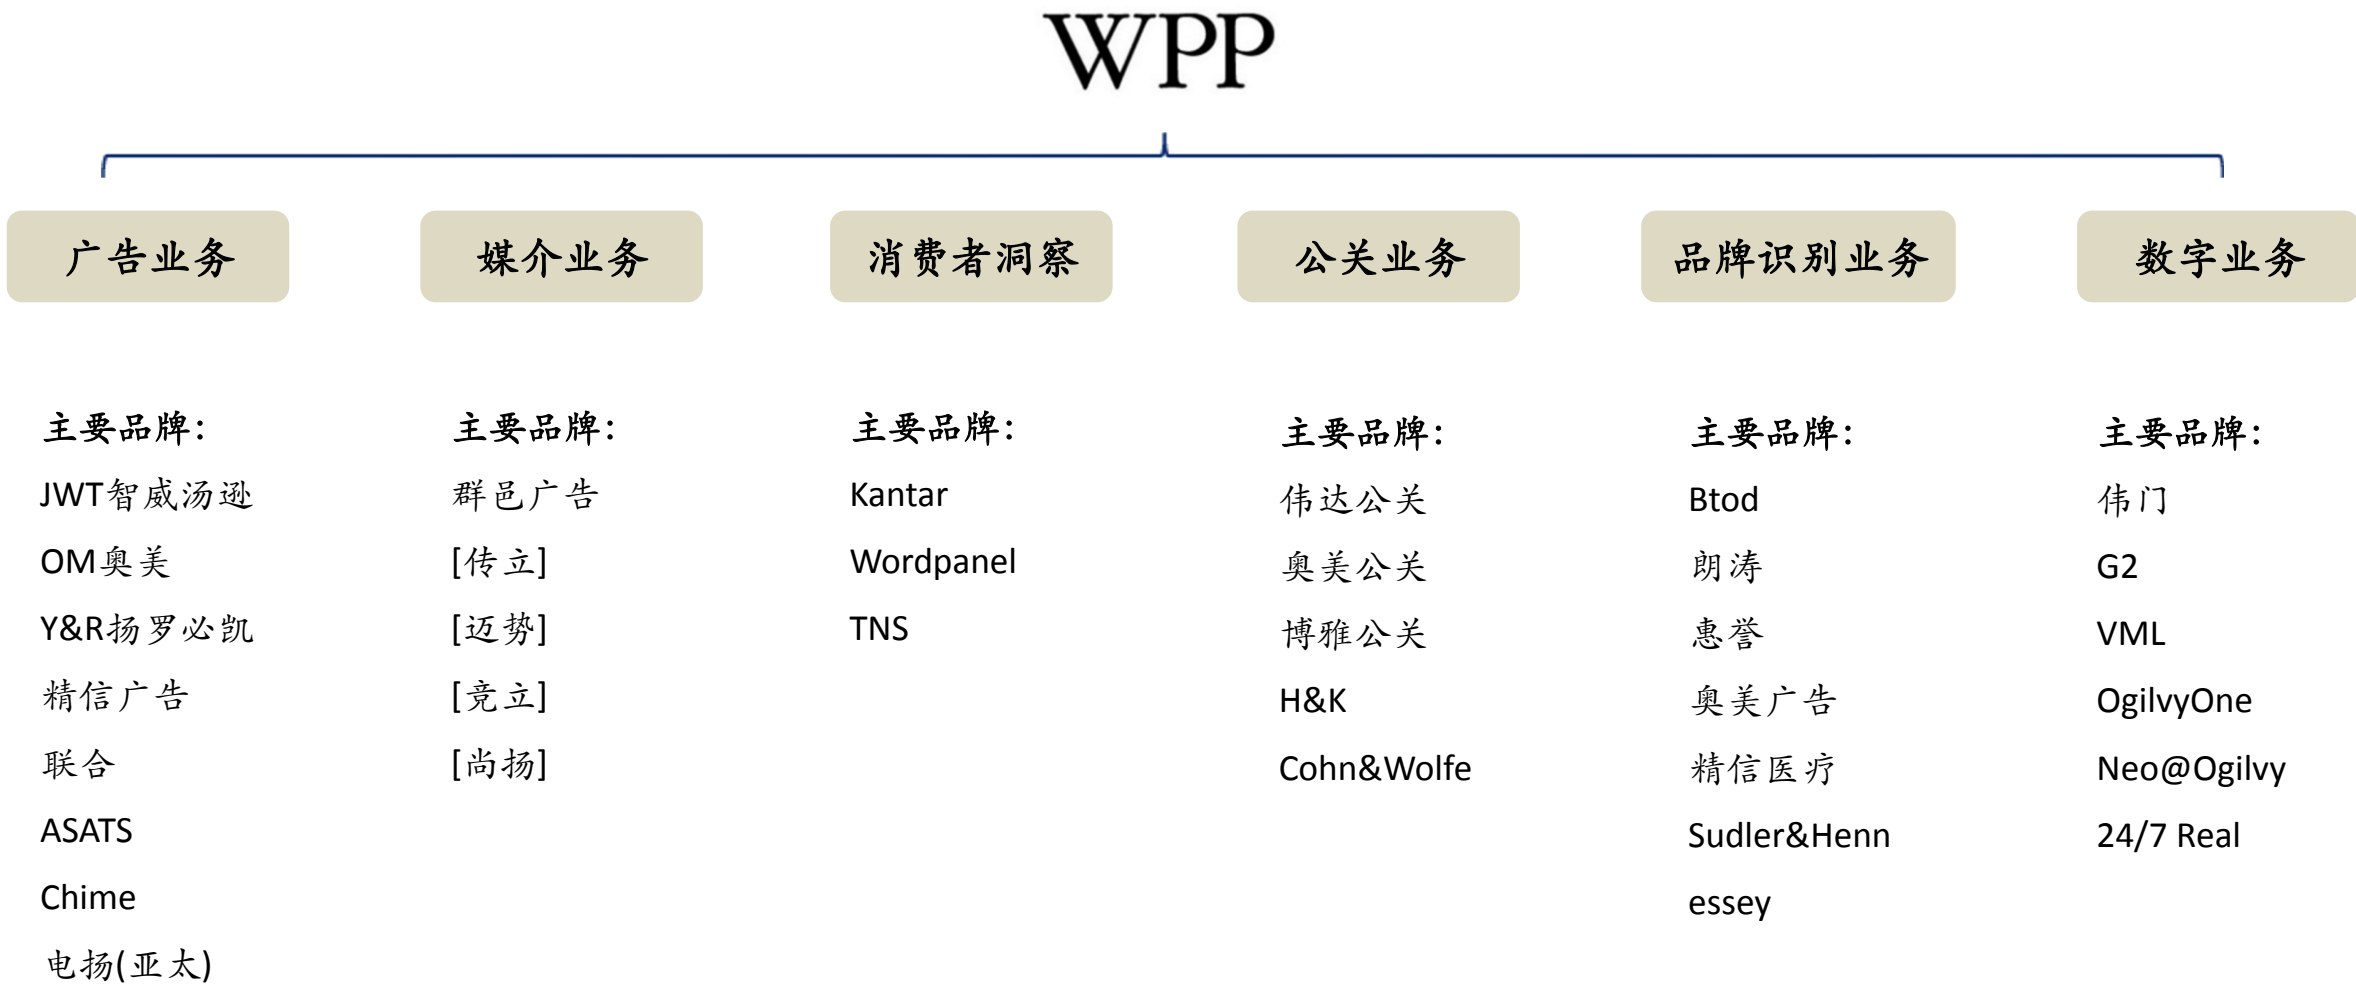 WPP
广告业务
媒介业务
消费者洞察
公关业务
品牌识别业务
数字业务
主要品牌：
JWT智威汤逊
OM奥美
Y&R扬罗必凯
精信广告
联合
ASATS
Chime
电扬(亚太)
主要品牌：
群邑广告
[传立]
[迈势]
[竞立]
[尚扬]
主要品牌：
Kantar
Wordpanel
TNS
主要品牌：
伟达公关
奥美公关
博雅公关
H&K
Cohn&Wolfe
主要品牌：
Btod
朗涛
惠誉
奥美广告
精信医疗
Sudler&Henn
essey
主要品牌：
伟门
G2
VML
OgilvyOne
Neo@Ogilvy
24/7 Real